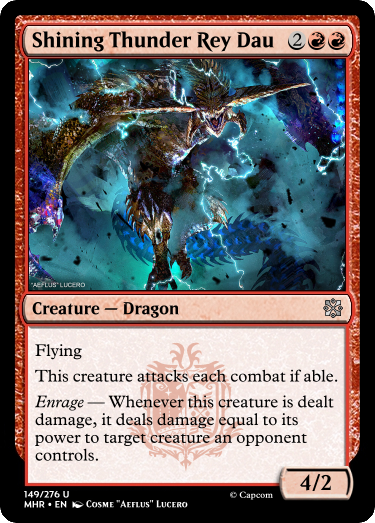 Shining Thunder Rey Dau 2
"AEFLUS" LUCERO
Creature — Dragon
Flying
This creature attacks each combat if able.
Enrage — Whenever this creature is dealt
damage, it deals damage equal to its
power to target creature an opponent
controls.
4/2
149/276 U
MHR • EN Cosme "Aeflus" Lucero
© Capcom